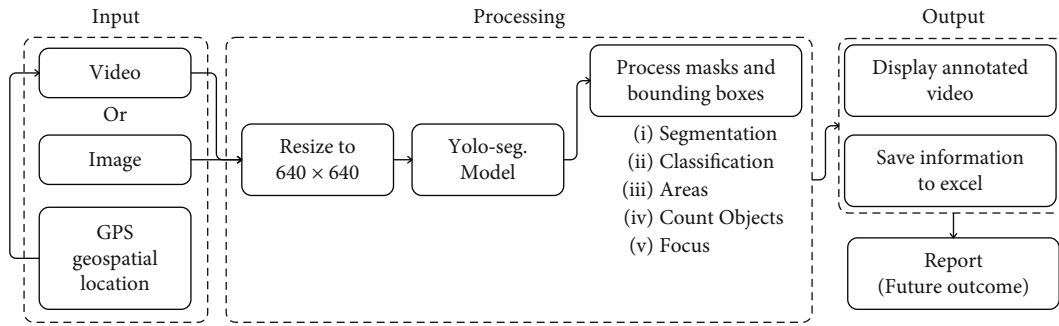 Input
Video
Or
Image
GPS
geospatial
location
Processing
Resize to
640 × 640
Yolo-seg.
Model
Process masks and
bounding boxes
(i) Segmentation
(ii) Classification
(iii) Areas
(iv) Count Objects
(v) Focus
Output
Display annotated
video
Save information
to excel
Report
(Future outcome)